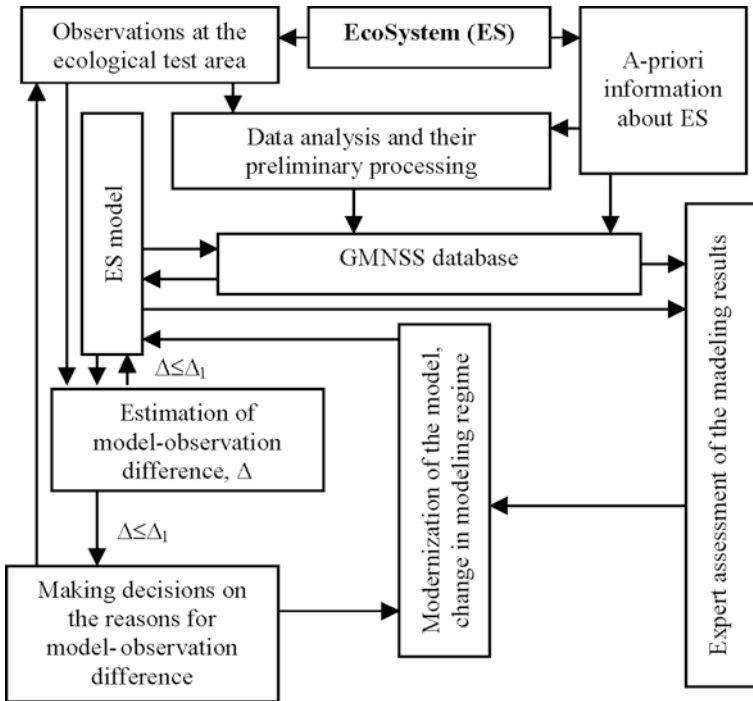 Observations at the
ecological test area
EcoSystem (ES)
A-priori
information
about ES
Data analysis and their
preliminary processing
ES model
GMNSS database
Δ≤Δ₁
Estimation of
model-observation
difference, Δ
Δ≤Δ₁
Making decisions on
the reasons for
model- observation
difference
Modernization of the model,
change in modeling regime
Expert assessment of the madeling results